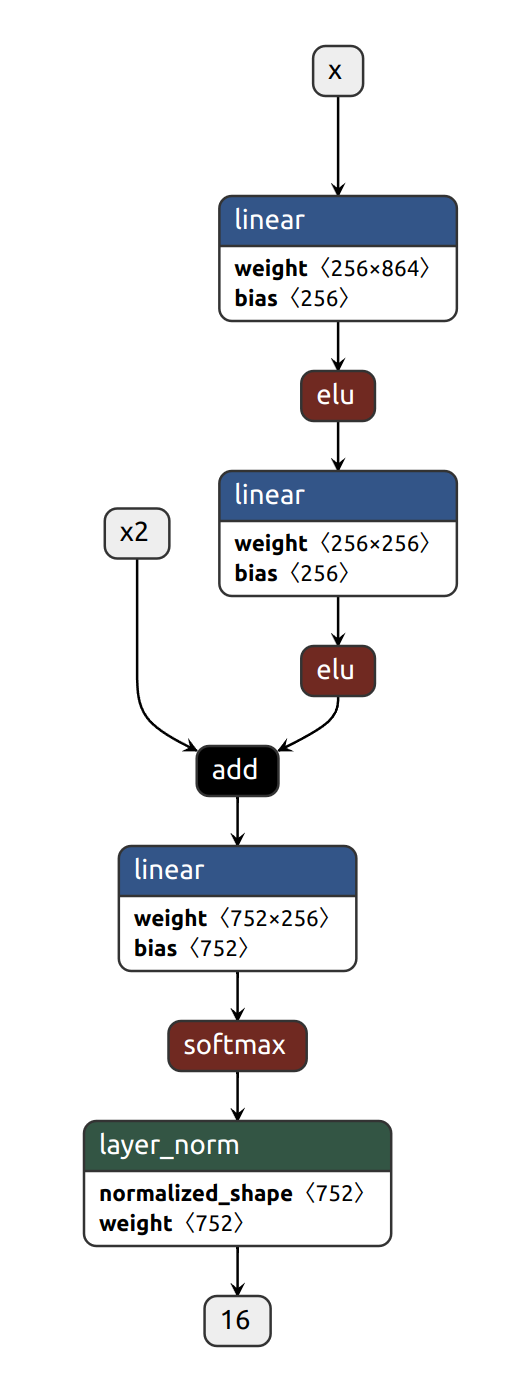 x
linear
weight〈256×864〉
bias〈256〉
elu
linear
weight〈256×256〉
bias〈256〉
x2
elu
add
linear
weight〈752×256〉
bias〈752〉
softmax
layer_norm
normalized_shape〈752〉
weight〈752〉
16